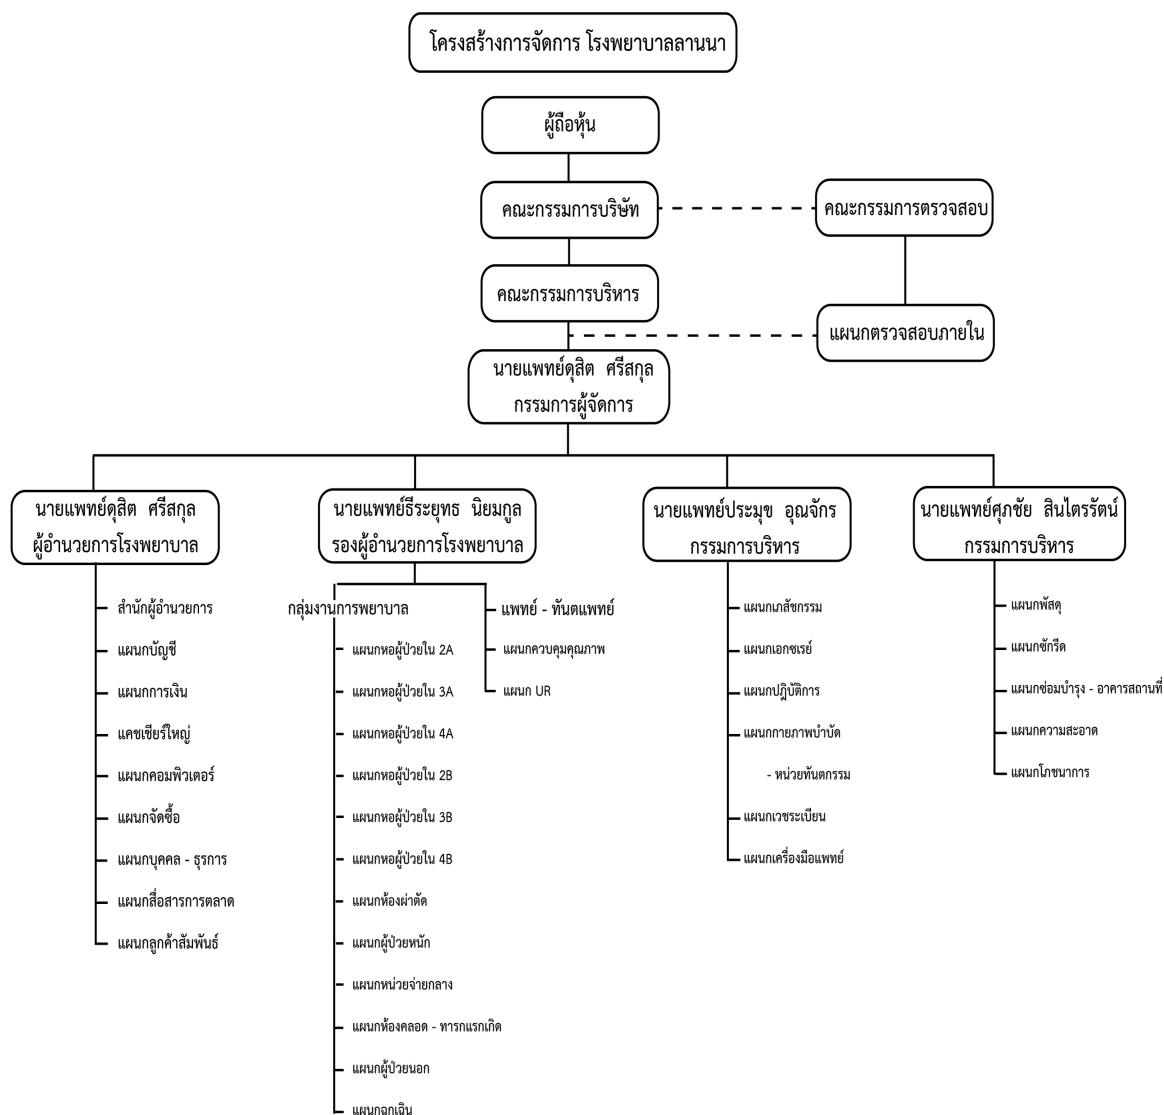 โครงสร้างการจัดการ โรงพยาบาลลานนา
ผู้ถือหุ้น
คณะกรรมการบริษัท
คณะกรรมการตรวจสอบ
คณะกรรมการบริหาร
แผนกตรวจสอบภายใน
นายแพทย์ดุสิต ศรีสกุล
กรรมการผู้จัดการ
นายแพทย์ดุสิต ศรีสกุล
ผู้อำนวยการโรงพยาบาล
สำนักผู้อำนวยการ
แผนกบัญชี
แผนกการเงิน
แคชเชียร์ใหญ่
แผนกคอมพิวเตอร์
แผนกจัดซื้อ
แผนกบุคคล - ธุรการ
แผนกสื่อสารการตลาด
แผนกลูกค้าสัมพันธ์
นายแพทย์ธีระยุทธ นิยมกูล
รองผู้อำนวยการโรงพยาบาล
กลุ่มงานการพยาบาล
แผนกหอผู้ป่วยใน 2A
แผนกหอผู้ป่วยใน 3A
แผนกหอผู้ป่วยใน 4A
แผนกหอผู้ป่วยใน 2B
แผนกหอผู้ป่วยใน 3B
แผนกหอผู้ป่วยใน 4B
แผนกห้องผ่าตัด
แผนกผู้ป่วยหนัก
แผนกหน่วยจ่ายกลาง
แผนกห้องคลอด - ทารกแรกเกิด
แผนกผู้ป่วยนอก
แผนกฉุกเฉิน
แพทย์ - ทันตแพทย์
แผนกควบคุมคุณภาพ
แผนก UR
นายแพทย์ประมุข อุณจักร
กรรมการบริหาร
แผนกเภสัชกรรม
แผนกเอกซเรย์
แผนกปฎิบัติการ
แผนกกายภาพบำบัด
- หน่วยทันตกรรม
แผนกเวชระเบียน
แผนกเครื่องมือแพทย์
นายแพทย์ศุภชัย สินไตรรัตน์
กรรมการบริหาร
แผนกพัสดุ
แผนกซักรีด
แผนกซ่อมบำรุง - อาคารสถานที่
แผนกความสะอาด
แผนกโภชนาการ